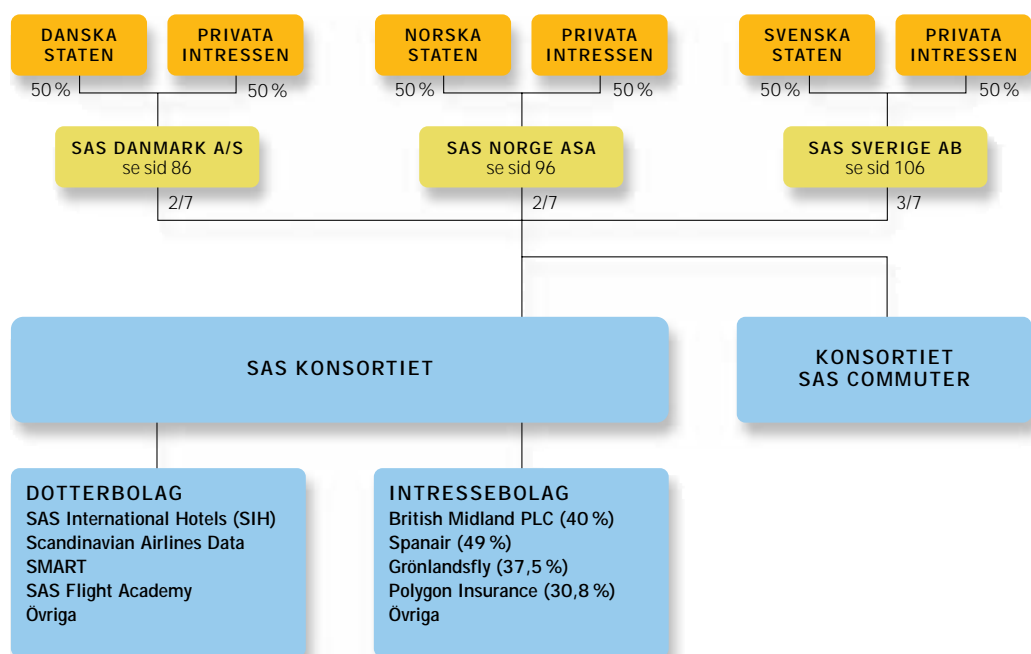 DANSKA
STATEN
PRIVATA
INTRESSEN
NORSKA
STATEN
PRIVATA
INTRESSEN
SVENSKA
STATEN
PRIVATA
INTRESSEN
50 %
50 %
50 %
50 %
50 %
50 %
SAS DANMARK A/S
se sid 86
SAS NORGE ASA
se sid 96
SAS SVERIGE AB
se sid 106
2/7
2/7
3/7
SAS KONSORTIET
KONSORTIET
SAS COMMUTER
DOTTERBOLAG
SAS International Hotels (SIH)
Scandinavian Airlines Data
SMART
SAS Flight Academy
Övriga
INTRESSEBOLAG
British Midland PLC (40 %)
Spanair (49 %)
Grönlandsfly (37,5 %)
Polygon Insurance (30,8 %)
Övriga